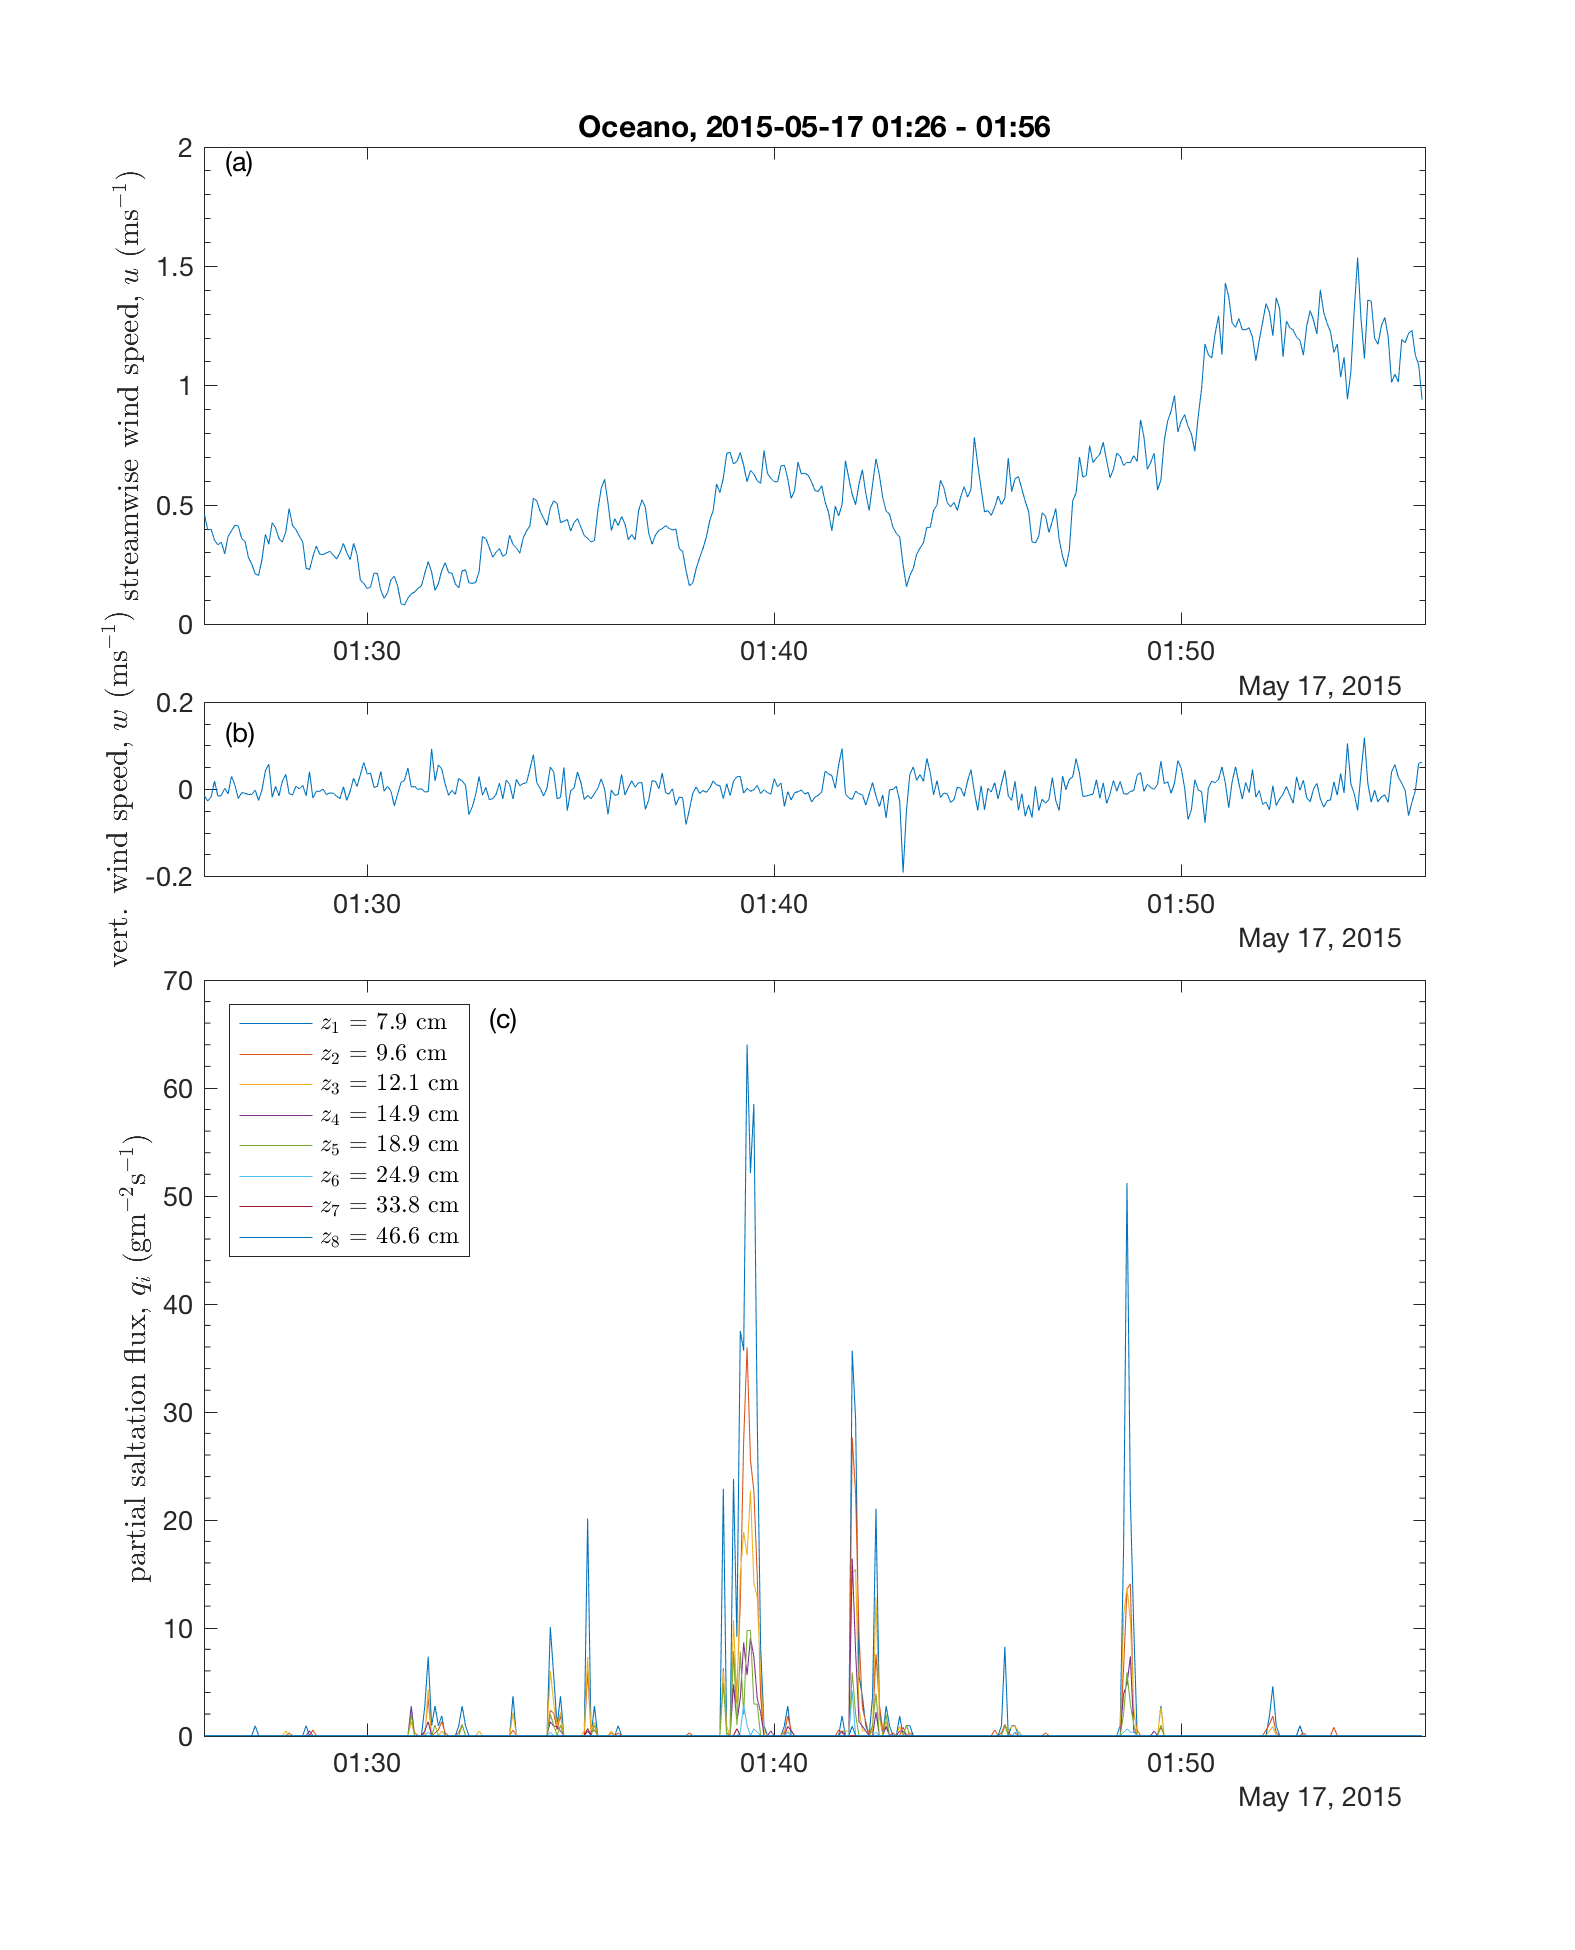 Oceano, 2015-05-17 01:26 - 01:56
(a)
streamwise wind speed, u (ms⁻¹)
2
1.5
1
0.5
0
01:30 01:40 01:50
May 17, 2015
(b)
vert. wind speed, w (ms⁻¹)
0.2
0
-0.2
01:30 01:40 01:50
May 17, 2015
(c)
partial saltation flux, qᵢ (gm⁻²s⁻¹)
70
60
50
40
30
20
10
0
z₁ = 7.9 cm
z₂ = 9.6 cm
z₃ = 12.1 cm
z₄ = 14.9 cm
z₅ = 18.9 cm
z₆ = 24.9 cm
z₇ = 33.8 cm
z₈ = 46.6 cm
01:30 01:40 01:50
May 17, 2015